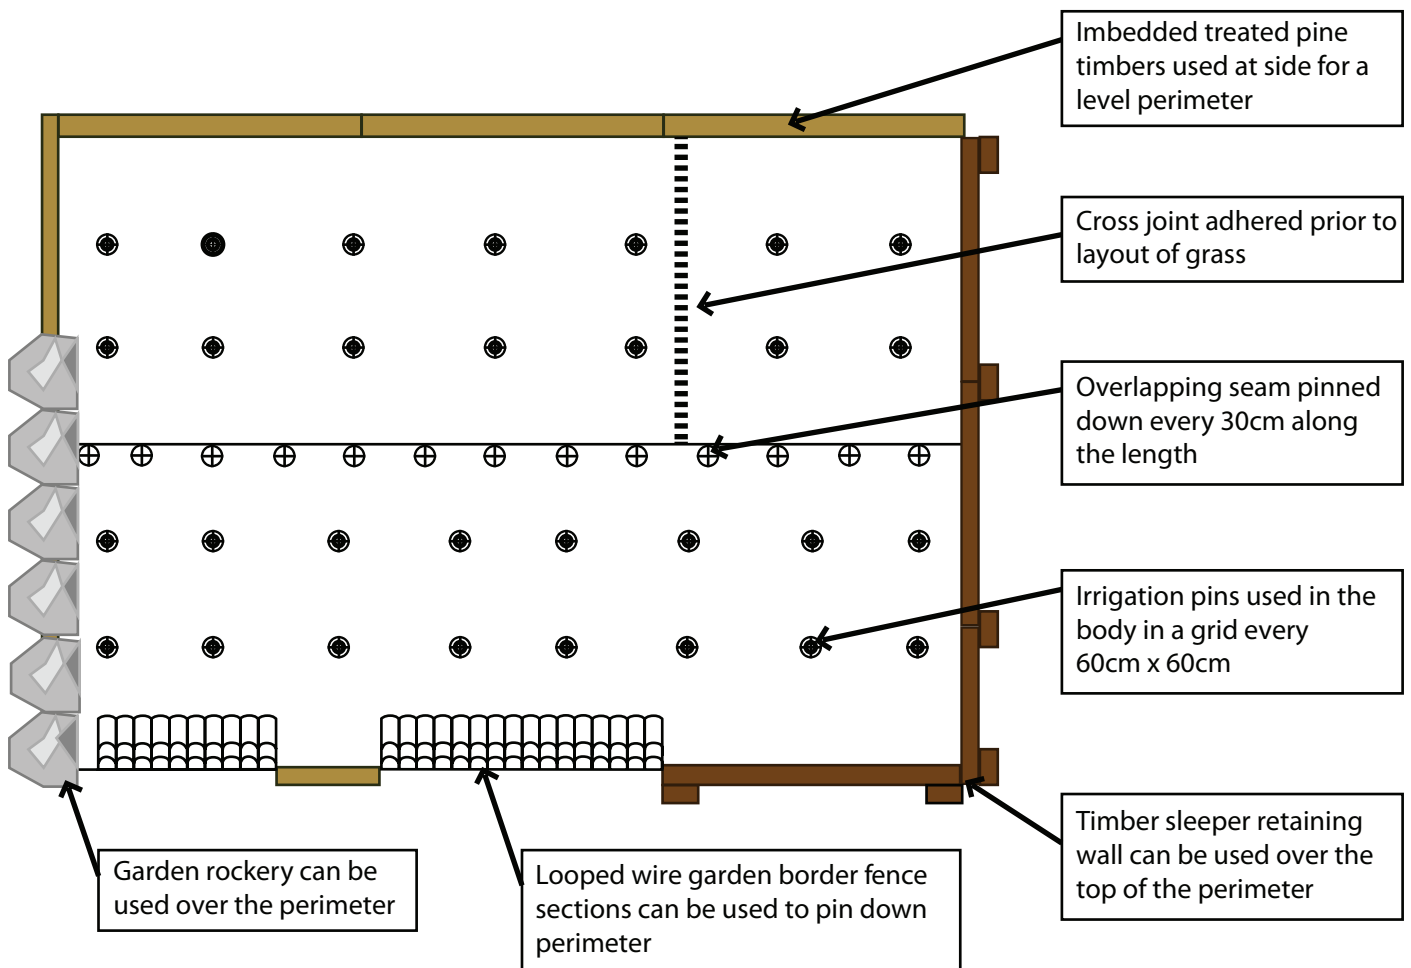 Imbedded treated pine
timbers used at side for a
level perimeter
Cross joint adhered prior to
layout of grass
Overlapping seam pinned
down every 30cm along
the length
Irrigation pins used in the
body in a grid every
60cm x 60cm
Timber sleeper retaining
wall can be used over the
top of the perimeter
Garden rockery can be
used over the perimeter
Looped wire garden border fence
sections can be used to pin down
perimeter